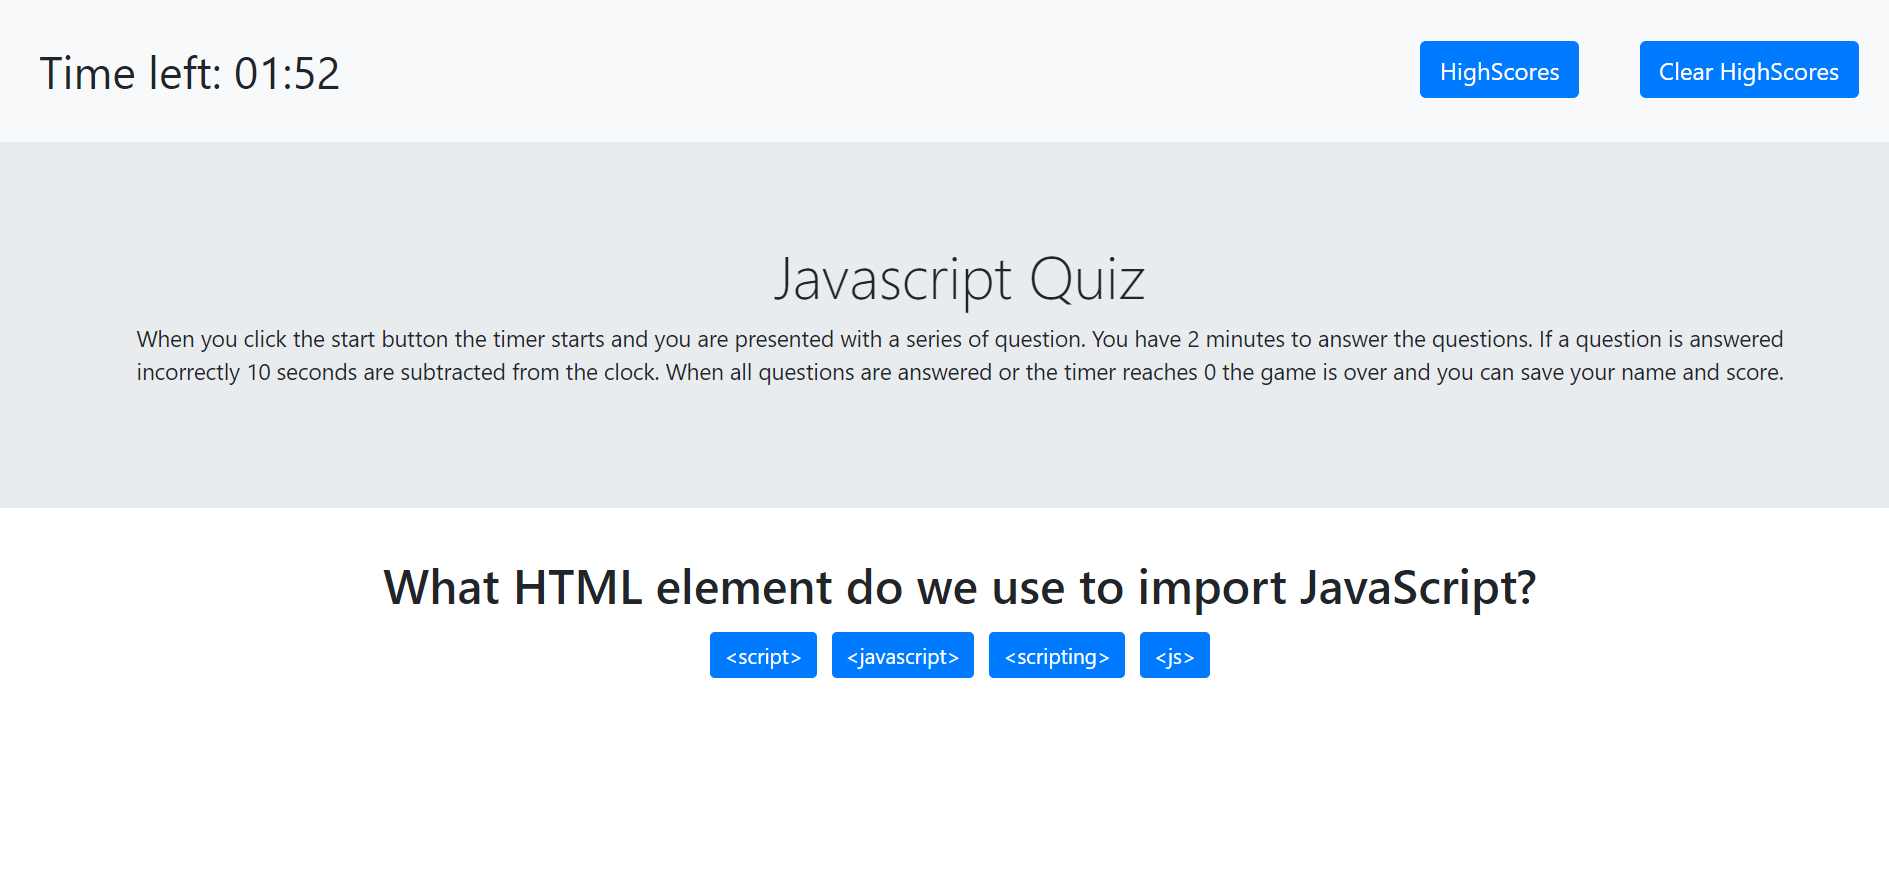 Time left: 01:52
HighScores
Clear HighScores
Javascript Quiz
When you click the start button the timer starts and you are presented with a series of question. You have 2 minutes to answer the questions. If a question is answered
incorrectly 10 seconds are subtracted from the clock. When all questions are answered or the timer reaches 0 the game is over and you can save your name and score.
What HTML element do we use to import JavaScript?
<script>
<javascript>
<scripting>
<js>